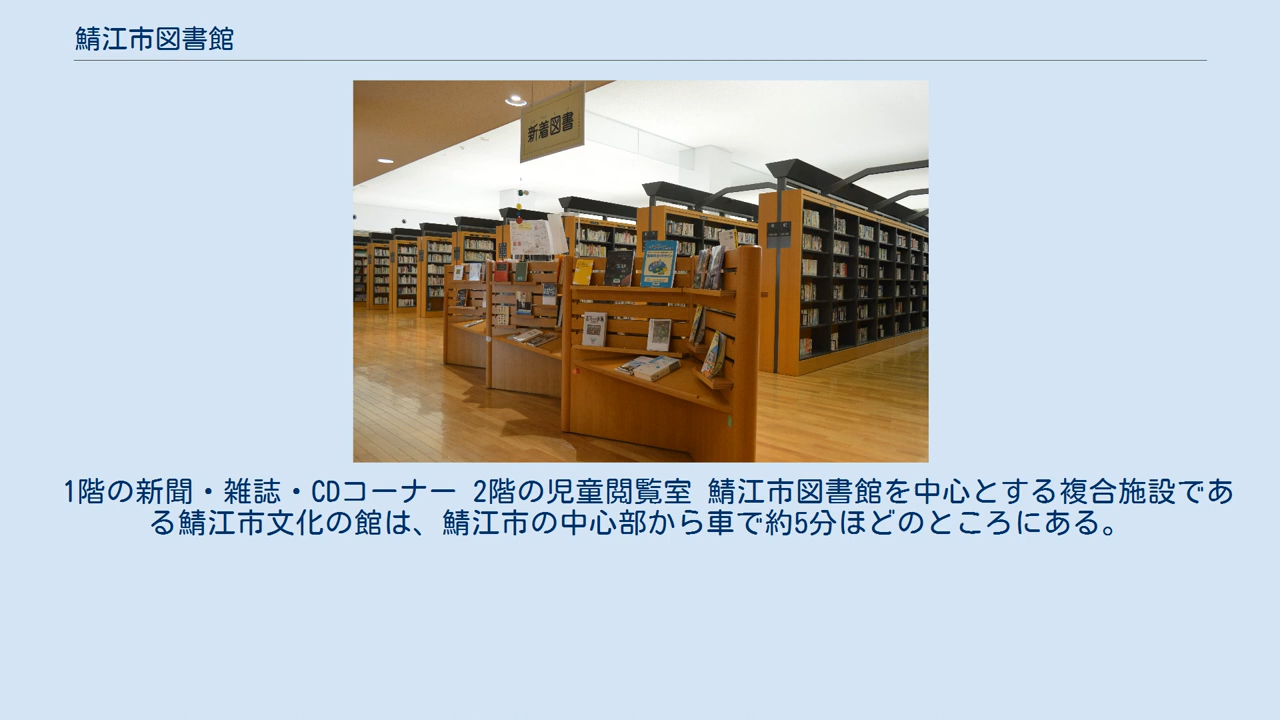 鯖江市図書館
新着図書
1階の新聞・雑誌・CDコーナー 2階の児童閲覧室 鯖江市図書館を中心とする複合施設であ
る鯖江市文化の館は、鯖江市の中心部から車で約5分ほどのところにある。